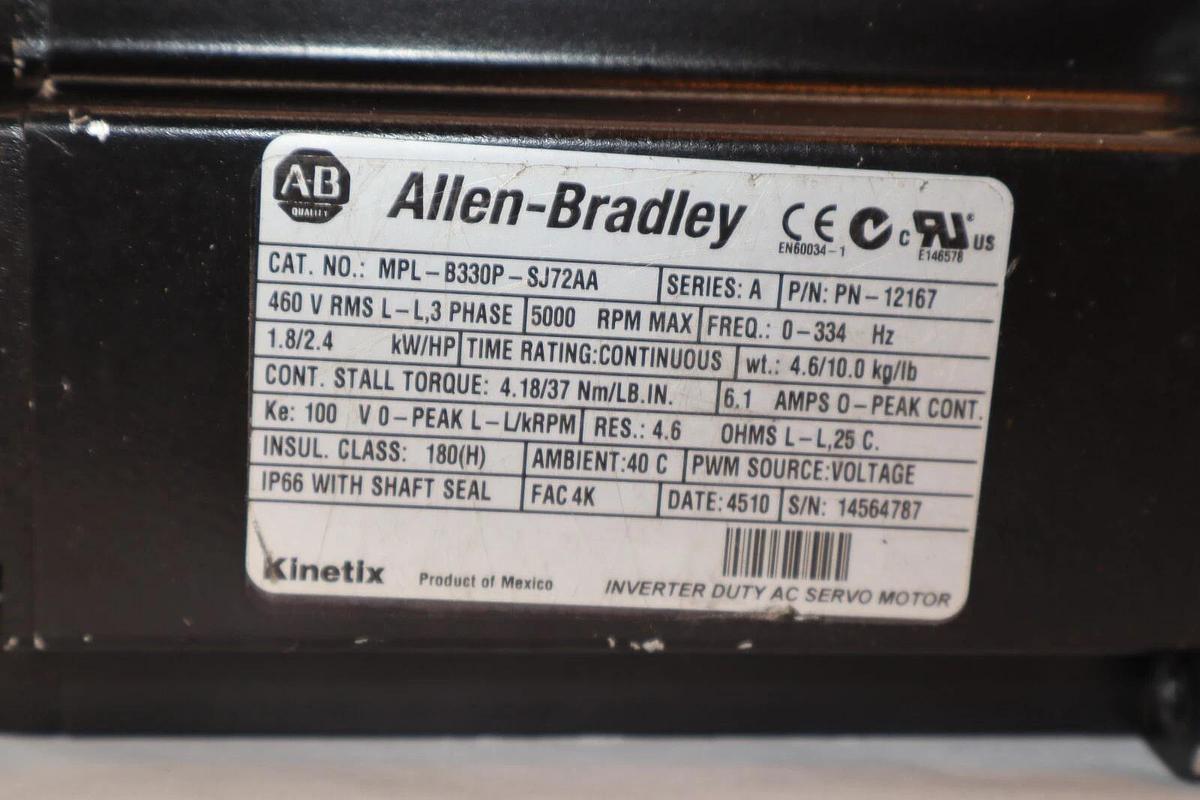 AB QUALITY
Allen-Bradley
CE EN60034-1
C UR® US E146578
CAT. NO.: MPL-B330P-SJ72AA SERIES: A P/N: PN-12167
460 V RMS L-L,3 PHASE 5000 RPM MAX FREQ.: 0-334 Hz
1.8/2.4 kW/HP TIME RATING:CONTINUOUS wt.: 4.6/10.0 kg/lb
CONT. STALL TORQUE: 4.18/37 Nm/LB.IN. 6.1 AMPS 0-PEAK CONT.
Ke: 100 V 0-PEAK L-L/kRPM RES.: 4.6 OHMS L-L,25 C.
INSUL. CLASS: 180(H) AMBIENT:40 C PWM SOURCE:VOLTAGE
IP66 WITH SHAFT SEAL FAC 4K DATE: 4510 S/N: 14564787
Kinetix Product of Mexico INVERTER DUTY AC SERVO MOTOR